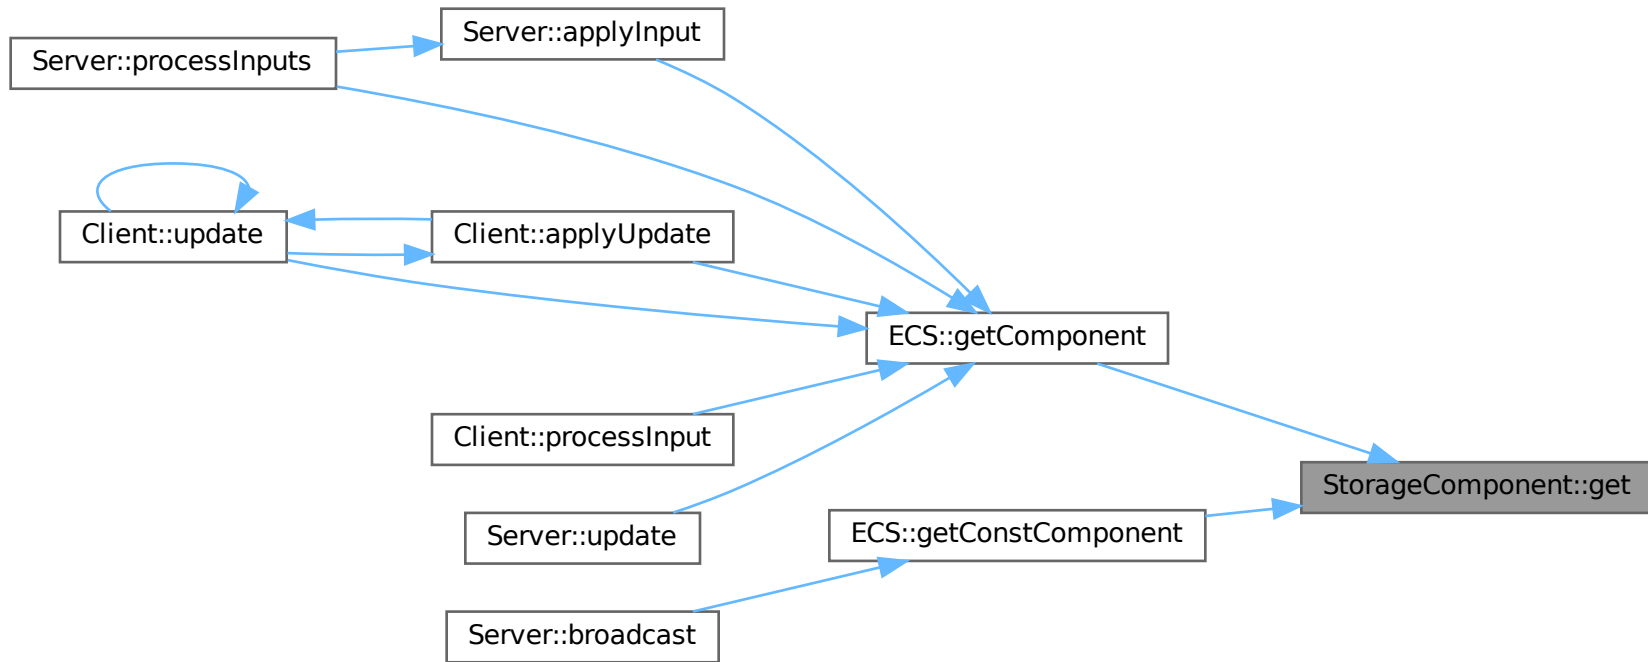 Server::applyInput
Server::processInputs
Client::update
Client::applyUpdate
ECS::getComponent
Client::processInput
StorageComponent::get
Server::update
ECS::getConstComponent
Server::broadcast